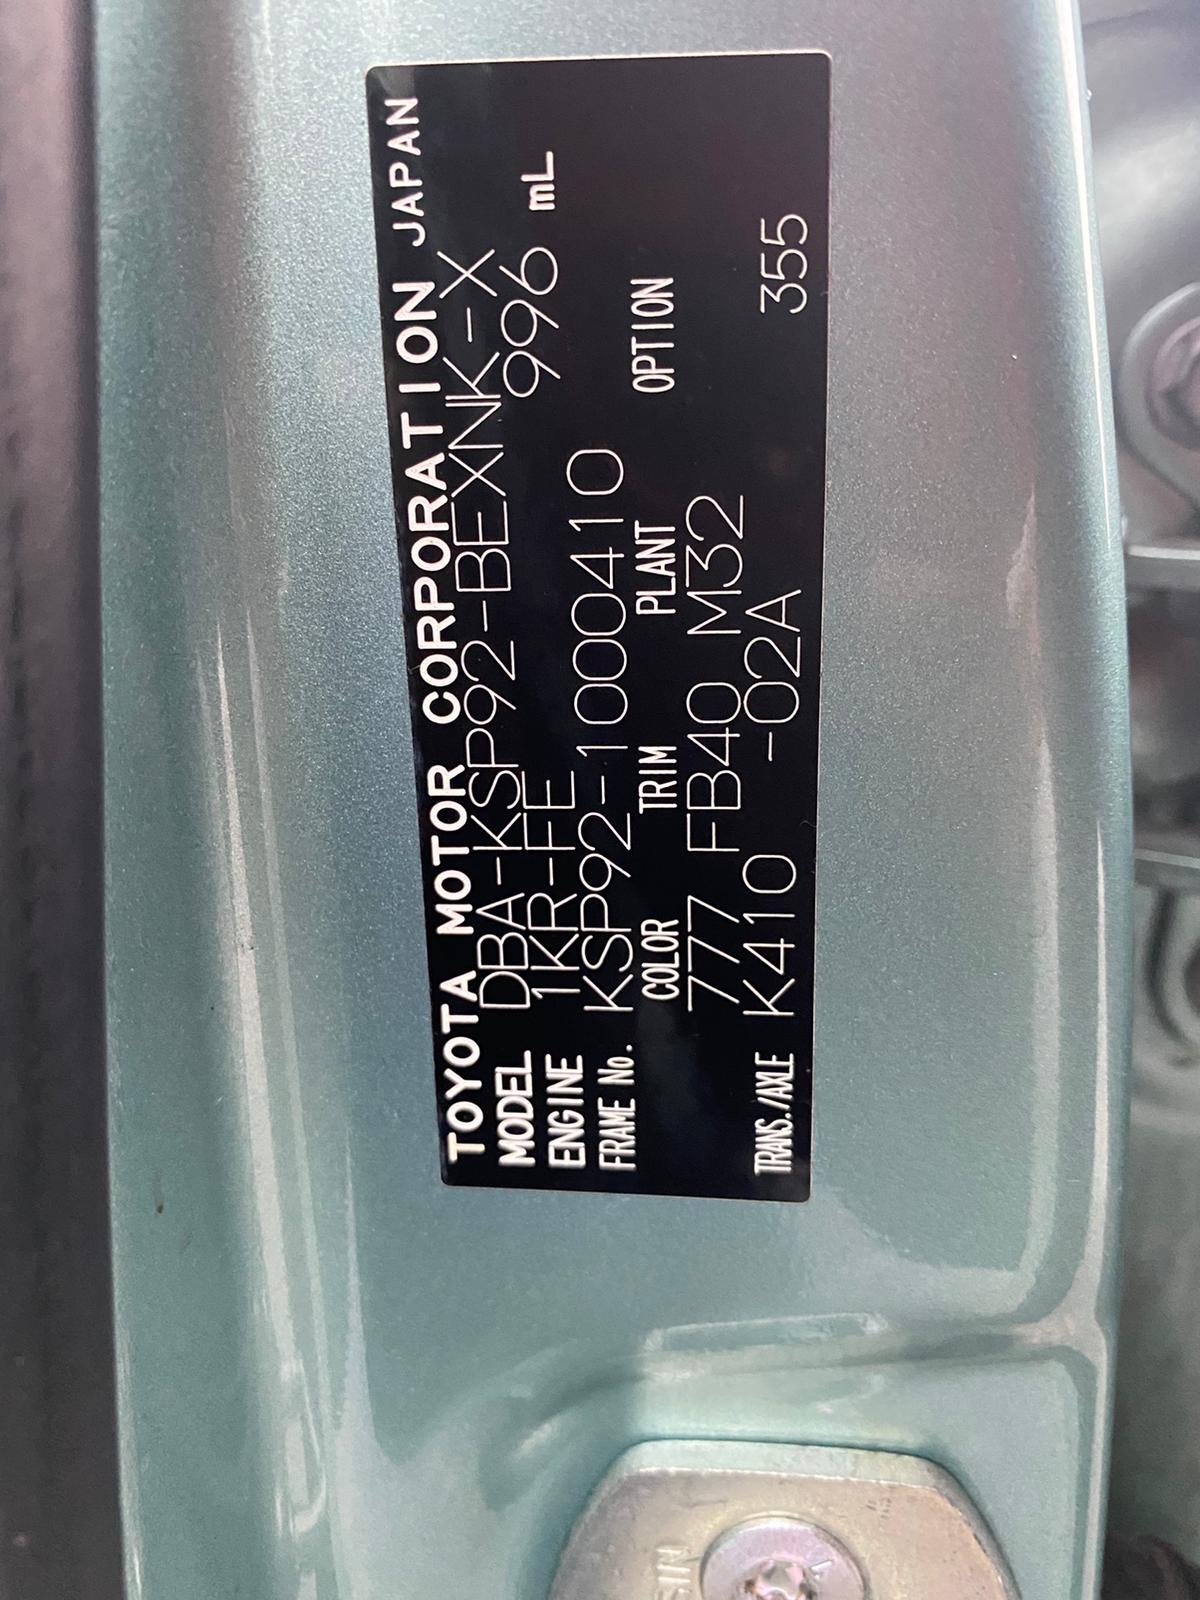 TOYOTA MOTOR CORPORATION JAPAN
MODEL DBA-KSP92-BEXNK-X
ENGINE 1KR-FE 996 mL
FRAME No. KSP92-1000410
COLOR TRIM PLANT OPTION
777 FB40 M32
TRANS./AXLE K410 -02A 355